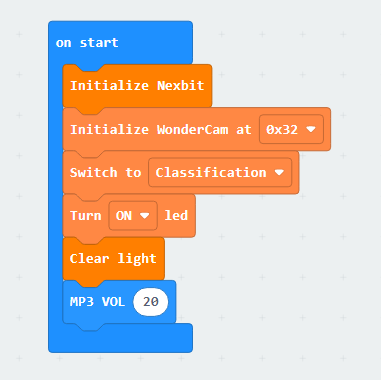 on start
Initialize Nexbit
Initialize WonderCam at 0x32
Switch to Classification
Turn ON led
Clear light
MP3 VOL 20